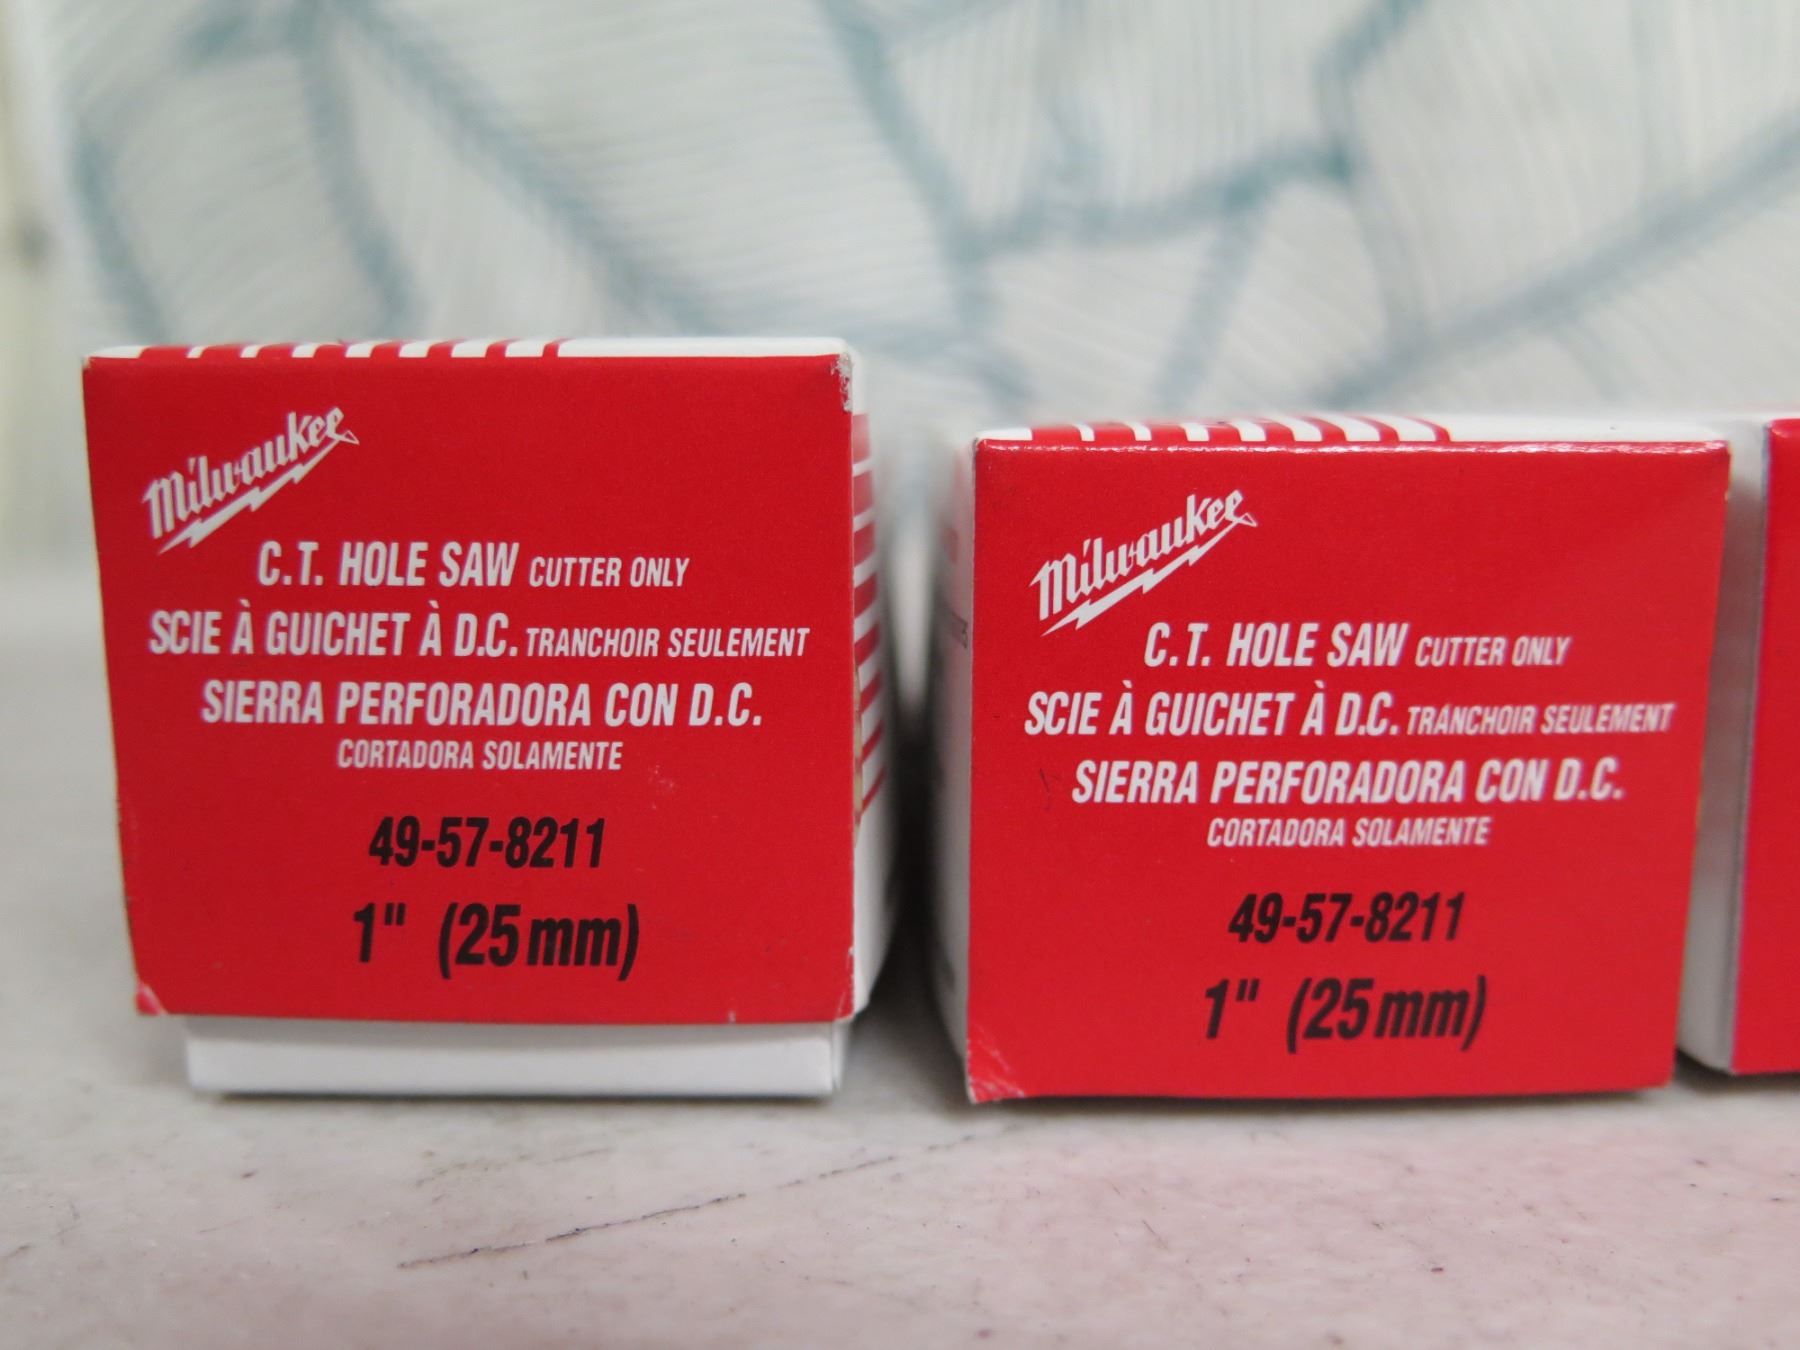 Milwaukee
C.T. HOLE SAW CUTTER ONLY
SCIE À GUICHET À D.C. TRANCHOIR SEULEMENT
SIERRA PERFORADORA CON D.C.
CORTADORA SOLAMENTE
49-57-8211
1" (25mm)
Milwaukee
C.T. HOLE SAW CUTTER ONLY
SCIE À GUICHET À D.C. TRANCHOIR SEULEMENT
SIERRA PERFORADORA CON D.C.
CORTADORA SOLAMENTE
49-57-8211
1" (25mm)